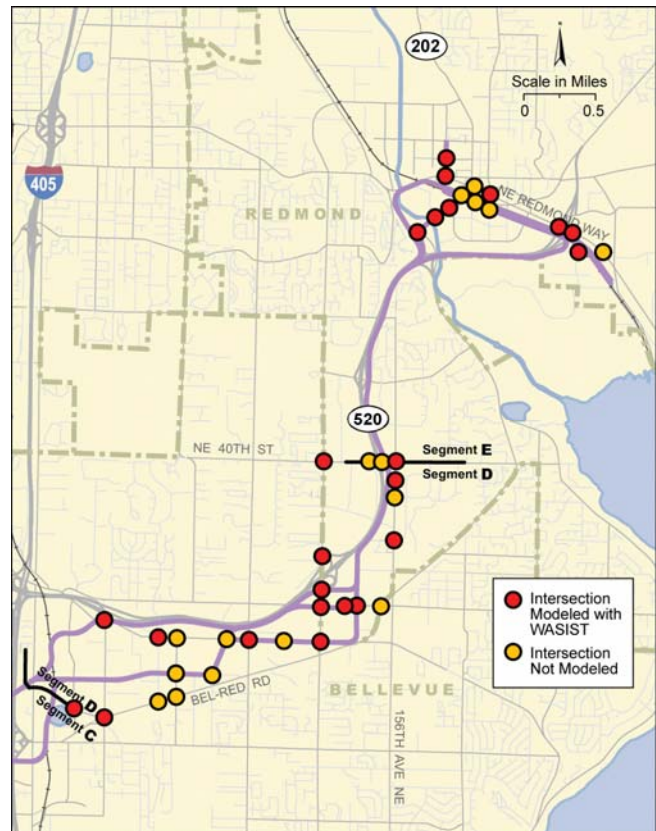 202
Scale in Miles
0 0.5
405
REDMOND
NE REDMOND WAY
520
NE 40TH ST
Segment E
Segment D
Intersection
Modeled with
WASIST
Intersection
Not Modeled
Segment D
Segment C
BEL-RED RD
BELLEVUE
156TH AVE NE